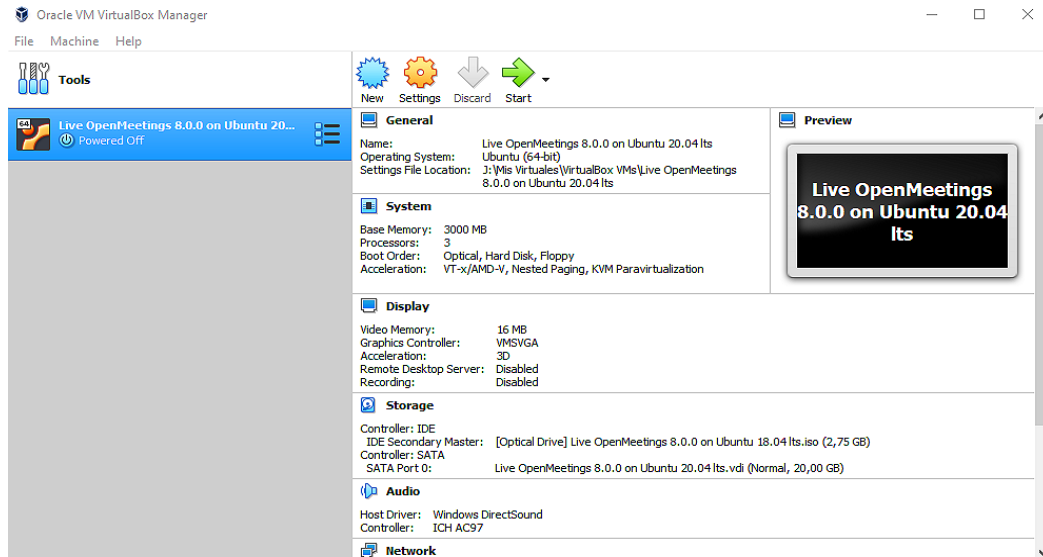 Oracle VM VirtualBox Manager
File Machine Help
Tools
New Settings Discard Start
64
Live OpenMeetings 8.0.0 on Ubuntu 20...
Powered Off
General
Name: Live OpenMeetings 8.0.0 on Ubuntu 20.04 lts
Operating System: Ubuntu (64-bit)
Settings File Location: J:\Mis Virtuales\VirtualBox VMs\Live OpenMeetings
8.0.0 on Ubuntu 20.04 lts
Preview
Live OpenMeetings
8.0.0 on Ubuntu 20.04
lts
System
Base Memory: 3000 MB
Processors: 3
Boot Order: Optical, Hard Disk, Floppy
Acceleration: VT-x/AMD-V, Nested Paging, KVM Paravirtualization
Display
Video Memory: 16 MB
Graphics Controller: VMSVGA
Acceleration: 3D
Remote Desktop Server: Disabled
Recording: Disabled
Storage
Controller: IDE
IDE Secondary Master: [Optical Drive] Live OpenMeetings 8.0.0 on Ubuntu 18.04 lts.iso (2,75 GB)
Controller: SATA
SATA Port 0: Live OpenMeetings 8.0.0 on Ubuntu 20.04 lts.vdi (Normal, 20,00 GB)
Audio
Host Driver: Windows DirectSound
Controller: ICH AC97
Network